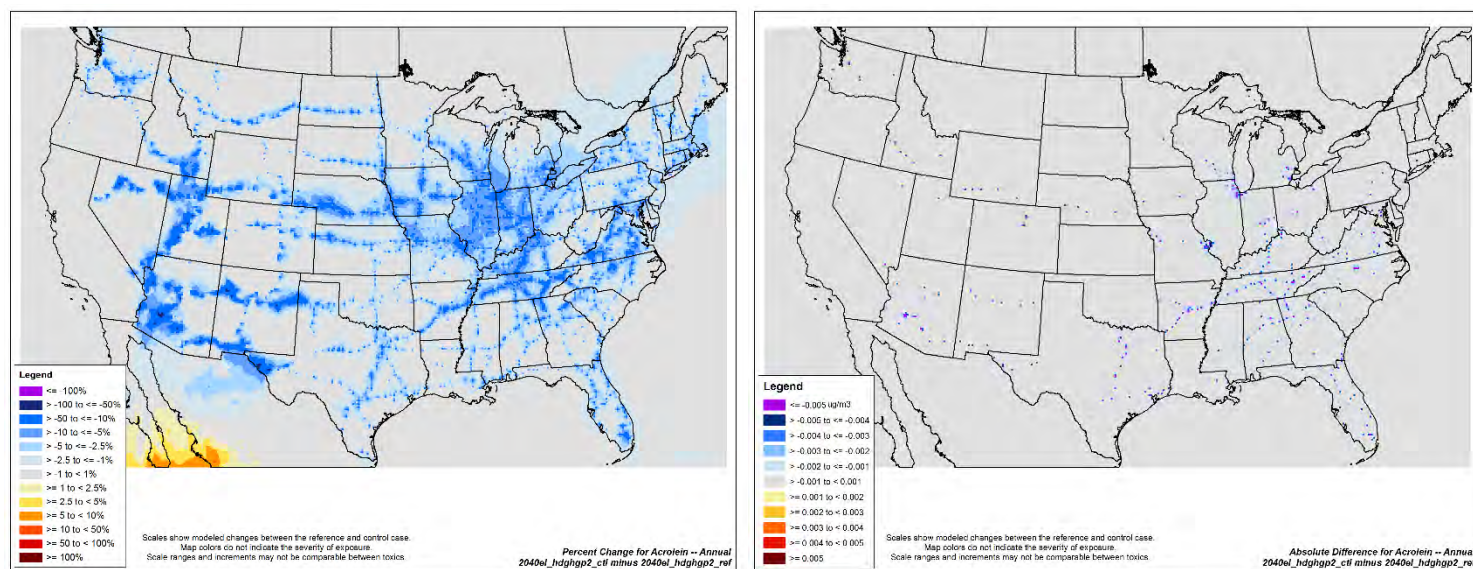 Legend
<= -100%
> -100 to <= -50%
> -50 to <= -10%
> -10 to <= -5%
> -5 to <= -2.5%
> -2.5 to <= -1%
> -1 to < 1%
>= 1 to < 2.5%
>= 2.5 to < 5%
>= 5 to < 10%
>= 10 to < 50%
>= 50 to < 100%
>= 100%
Scales show modeled changes between the reference and control case.
Map colors do not indicate the severity of exposure.
Scale ranges and increments may not be comparable between toxics.
Percent Change for Acrolein -- Annual
2040el_hdghgp2_ctl minus 2040el_hdghgp2_ref
Legend
<= -0.005 ug/m3
> -0.005 to <= -0.004
> -0.004 to <= -0.003
> -0.003 to <= -0.002
> -0.002 to <= -0.001
> -0.001 to < 0.001
>= 0.001 to < 0.002
>= 0.002 to < 0.003
>= 0.003 to < 0.004
>= 0.004 to < 0.005
>= 0.005
Scales show modeled changes between the reference and control case.
Map colors do not indicate the severity of exposure.
Scale ranges and increments may not be comparable between toxics.
Absolute Difference for Acrolein -- Annual
2040el_hdghgp2_ctl minus 2040el_hdghgp2_ref